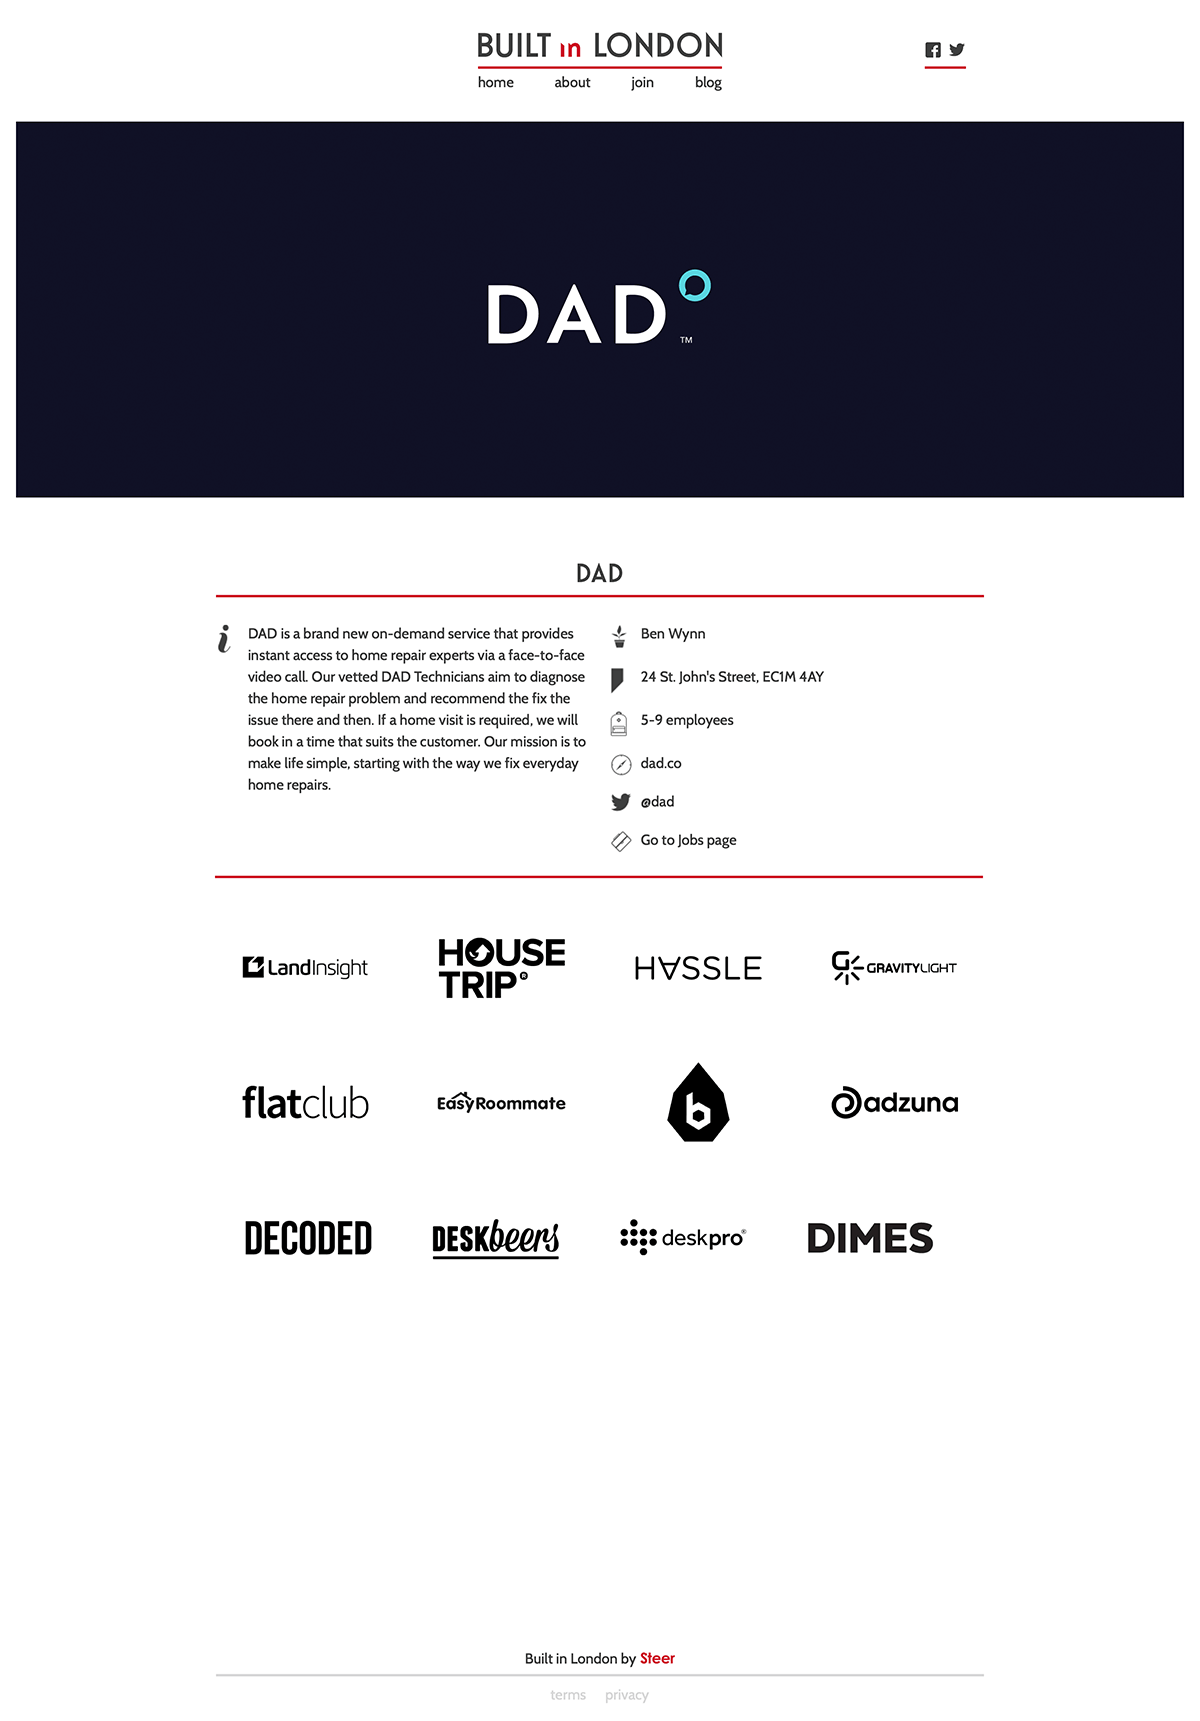 BUILT in LONDON
home about join blog
DAD
TM
DAD
DAD is a brand new on-demand service that provides
instant access to home repair experts via a face-to-face
video call. Our vetted DAD Technicians aim to diagnose
the home repair problem and recommend the fix the
issue there and then. If a home visit is required, we will
book in a time that suits the customer. Our mission is to
make life simple, starting with the way we fix everyday
home repairs.
Ben Wynn
24 St. John's Street, EC1M 4AY
5-9 employees
dad.co
@dad
Go to Jobs page
LandInsight
HOUSE
TRIP®
H∀SSLE
G GRAVITYLIGHT
flatclub
EasyRoommate
b
adzuna
DECODED
DESKbeers
deskpro®
DIMES
Built in London by Steer
terms privacy